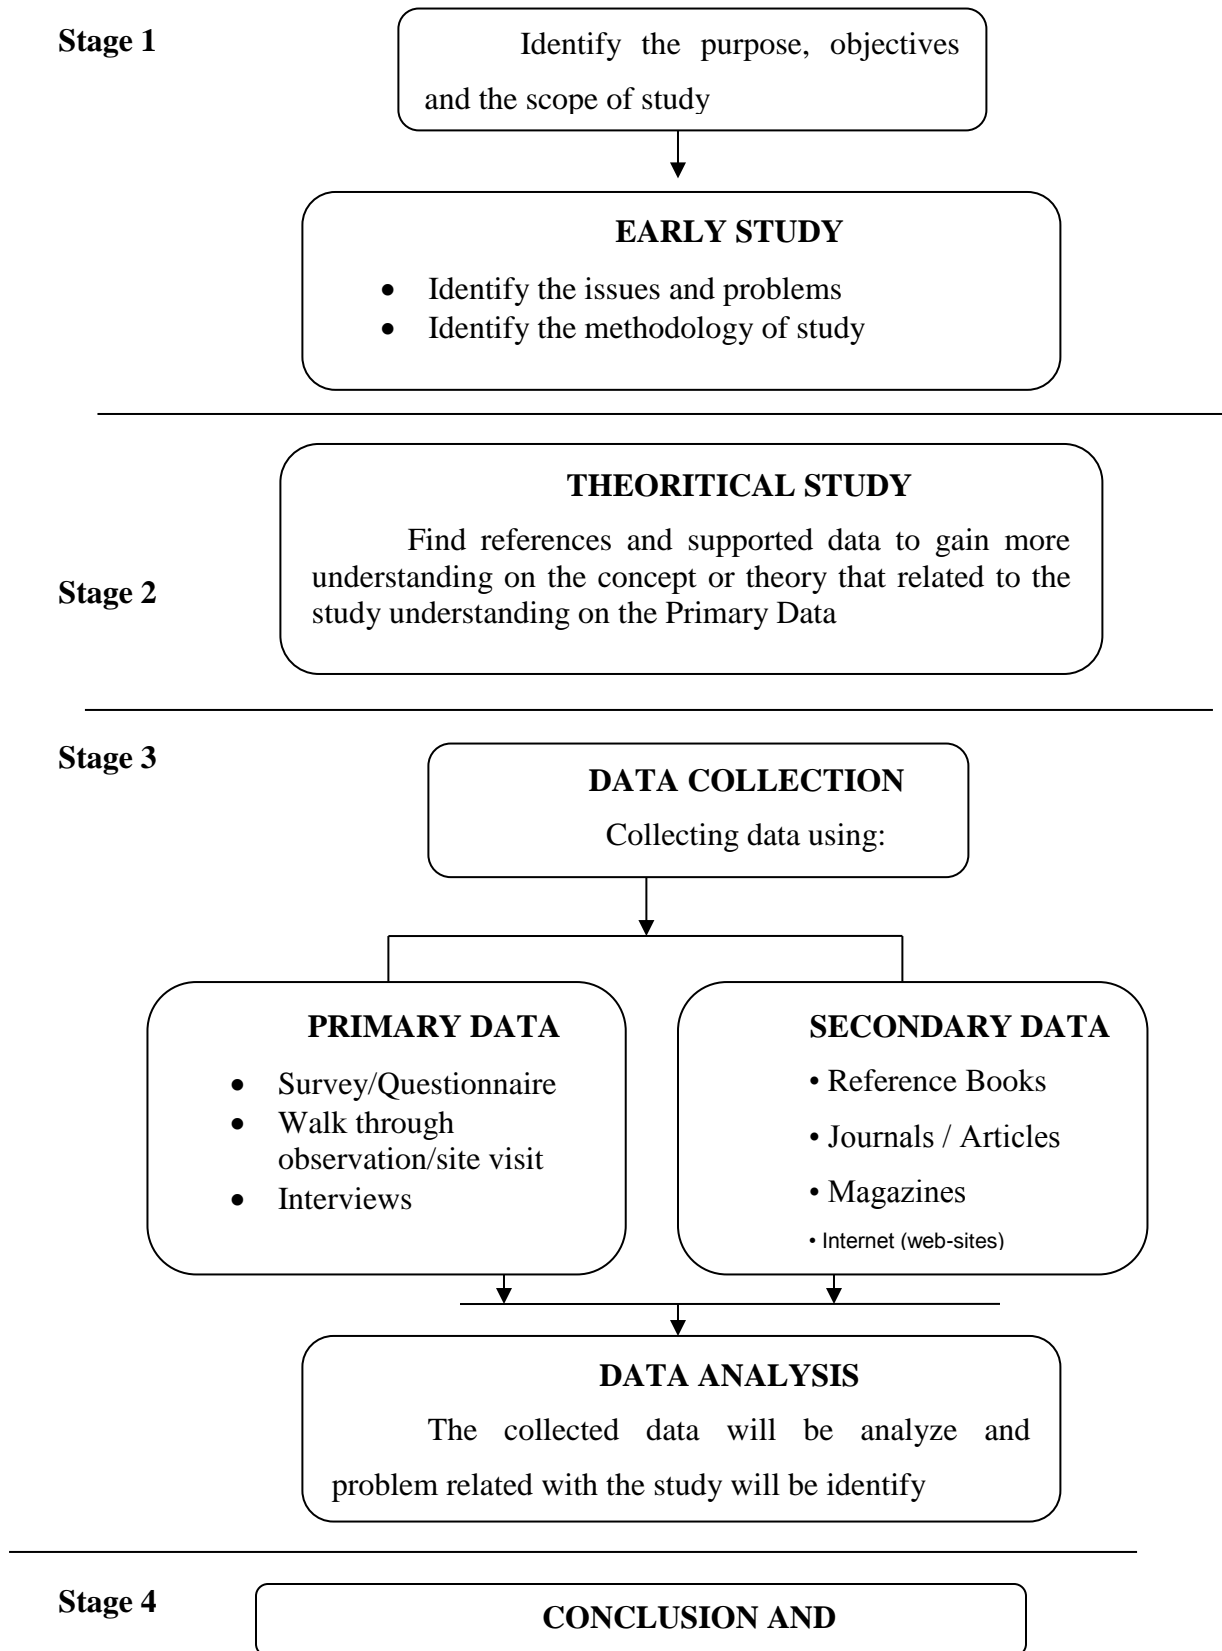 Stage 1
Identify the purpose, objectives
and the scope of study
EARLY STUDY
• Identify the issues and problems
• Identify the methodology of study
THEORITICAL STUDY
Find references and supported data to gain more
understanding on the concept or theory that related to the
study understanding on the Primary Data
Stage 2
Stage 3
DATA COLLECTION
Collecting data using:
PRIMARY DATA
• Survey/Questionnaire
• Walk through
observation/site visit
• Interviews
SECONDARY DATA
• Reference Books
• Journals / Articles
• Magazines
• Internet (web-sites)
DATA ANALYSIS
The collected data will be analyze and
problem related with the study will be identify
Stage 4
CONCLUSION AND